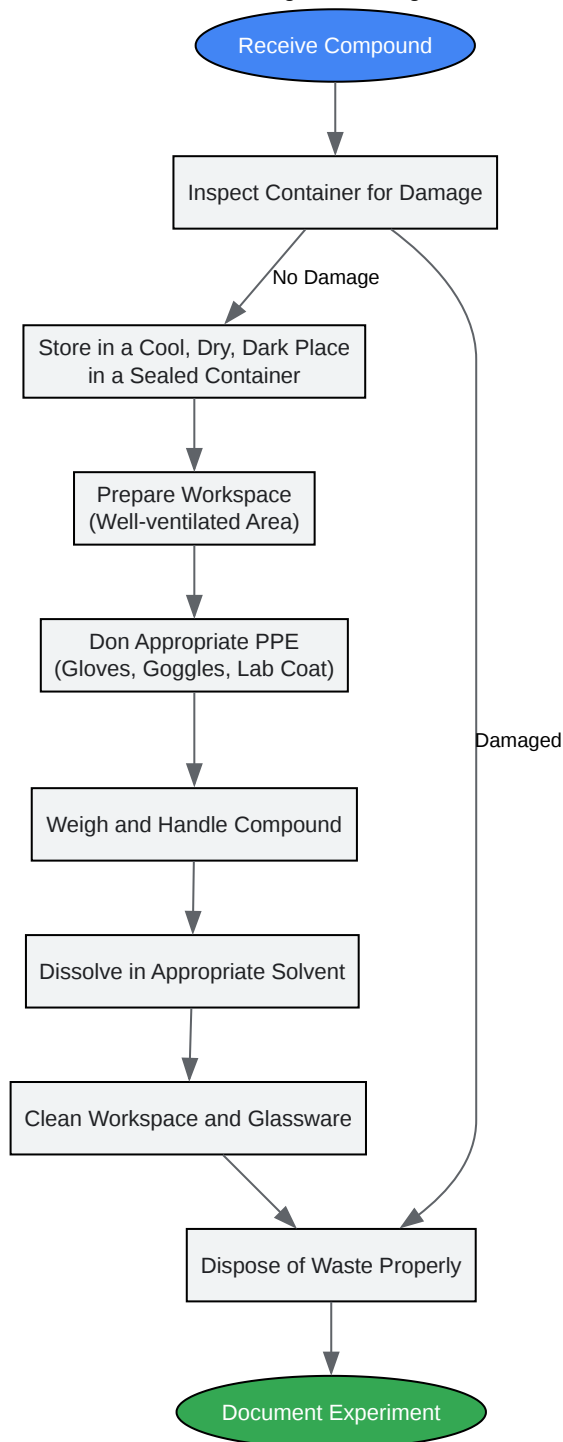 Receive Compound
Inspect Container for Damage
No Damage
Store in a Cool, Dry, Dark Place
in a Sealed Container
Prepare Workspace
(Well-ventilated Area)
Don Appropriate PPE
(Gloves, Goggles, Lab Coat)
Damaged
Weigh and Handle Compound
Dissolve in Appropriate Solvent
Clean Workspace and Glassware
Dispose of Waste Properly
Document Experiment